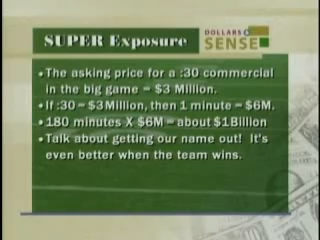 SUPER Exposure
DOLLARS &
SENSE
• The asking price for a :30 commercial
in the big game = $3 Million.
• If :30 = $3Million, then 1 minute = $6M.
• 180 minutes X $6M = about $1Billion
• Talk about getting our name out! It's
even better when the team wins.